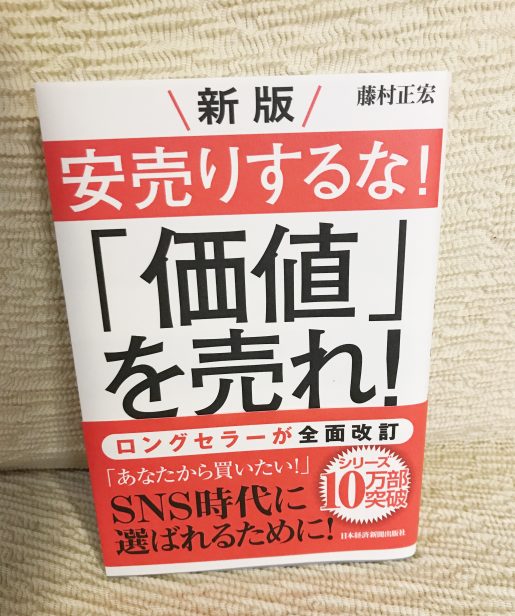 新版
藤村正宏
安売りするな!
「価値」
を売れ!
ロングセラーが全面改訂
「あなたから買いたい!」
SNS時代に
選ばれるために!
シリーズ
10万部
突破
日本経済新聞出版社